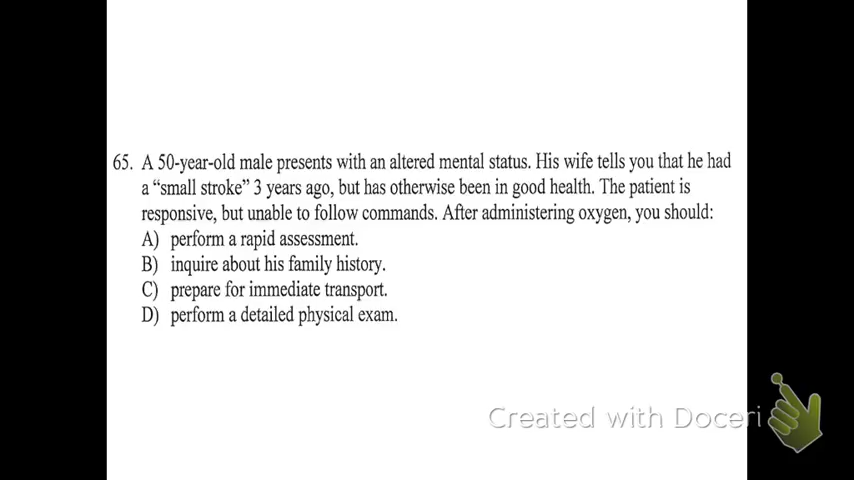 65. A 50-year-old male presents with an altered mental status. His wife tells you that he had
a “small stroke” 3 years ago, but has otherwise been in good health. The patient is
responsive, but unable to follow commands. After administering oxygen, you should:
A) perform a rapid assessment.
B) inquire about his family history.
C) prepare for immediate transport.
D) perform a detailed physical exam.
Created with Doceri